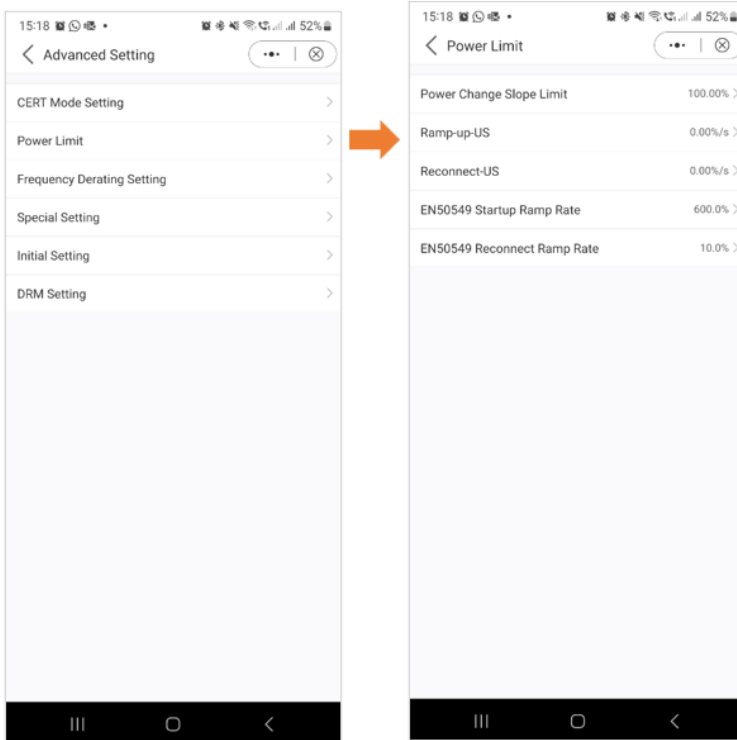 15:18
52%
Advanced Setting
CERT Mode Setting
Power Limit
Frequency Derating Setting
Special Setting
Initial Setting
DRM Setting
15:18
52%
Power Limit
Power Change Slope Limit 100.00%
Ramp-up-US 0.00%/s
Reconnect-US 0.00%/s
EN50549 Startup Ramp Rate 600.0%
EN50549 Reconnect Ramp Rate 10.0%